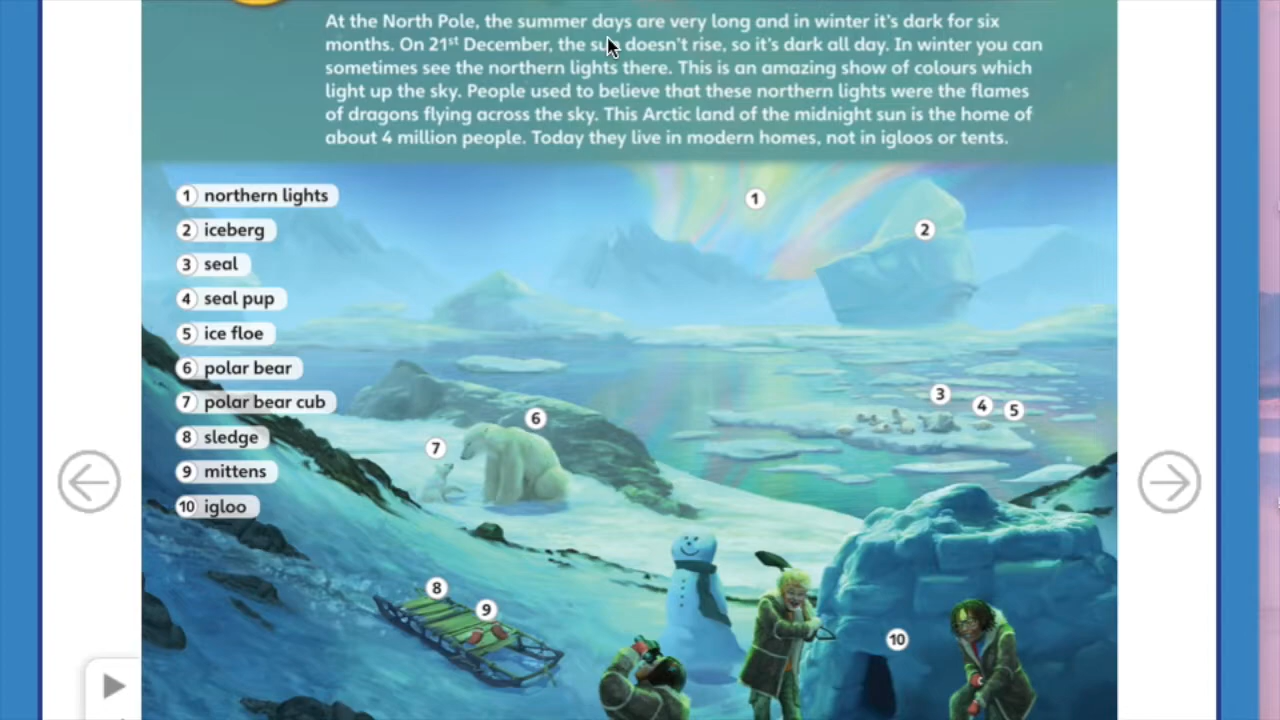 At the North Pole, the summer days are very long and in winter it's dark for six
months. On 21st December, the sun doesn't rise, so it's dark all day. In winter you can
sometimes see the northern lights there. This is an amazing show of colours which
light up the sky. People used to believe that these northern lights were the flames
of dragons flying across the sky. This Arctic land of the midnight sun is the home of
about 4 million people. Today they live in modern homes, not in igloos or tents.
1 northern lights
2 iceberg
3 seal
4 seal pup
5 ice floe
6 polar bear
7 polar bear cub
8 sledge
9 mittens
10 igloo
1
2
3
4
5
6
7
8
9
10